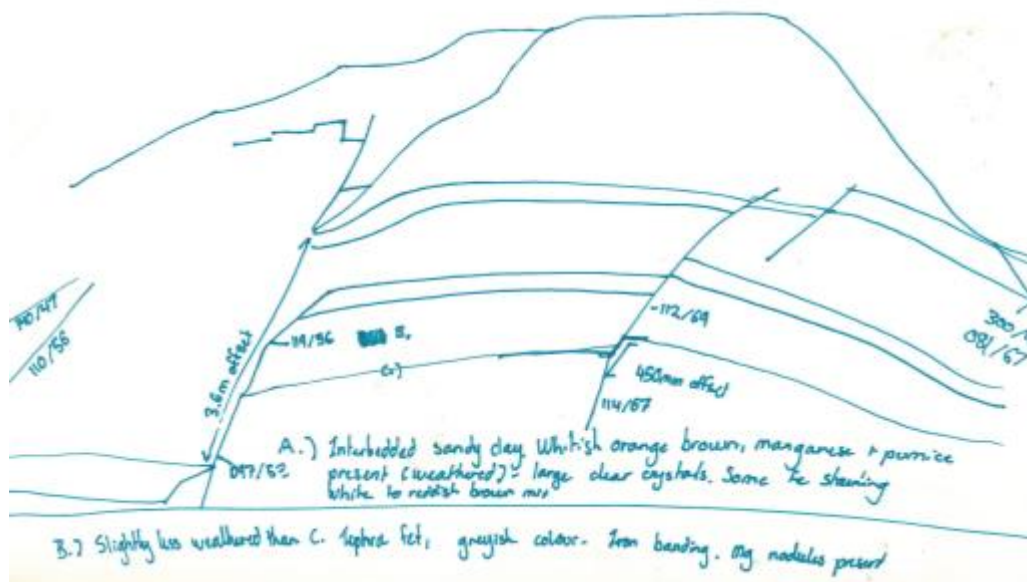 140/47
110/56
3.6m offset
119/56
B,
-112/69
450mm offset
114/67
300/
081/67
097/5
A.) Interbedded sandy clay. Whitish orange brown, manganese + pumice
present (weathered) - large clear crystals. Some Fe staining
white to reddish brown
B.) Slightly less weathered than C. Tephra greyish colour. Iron banding. Mg nodules present